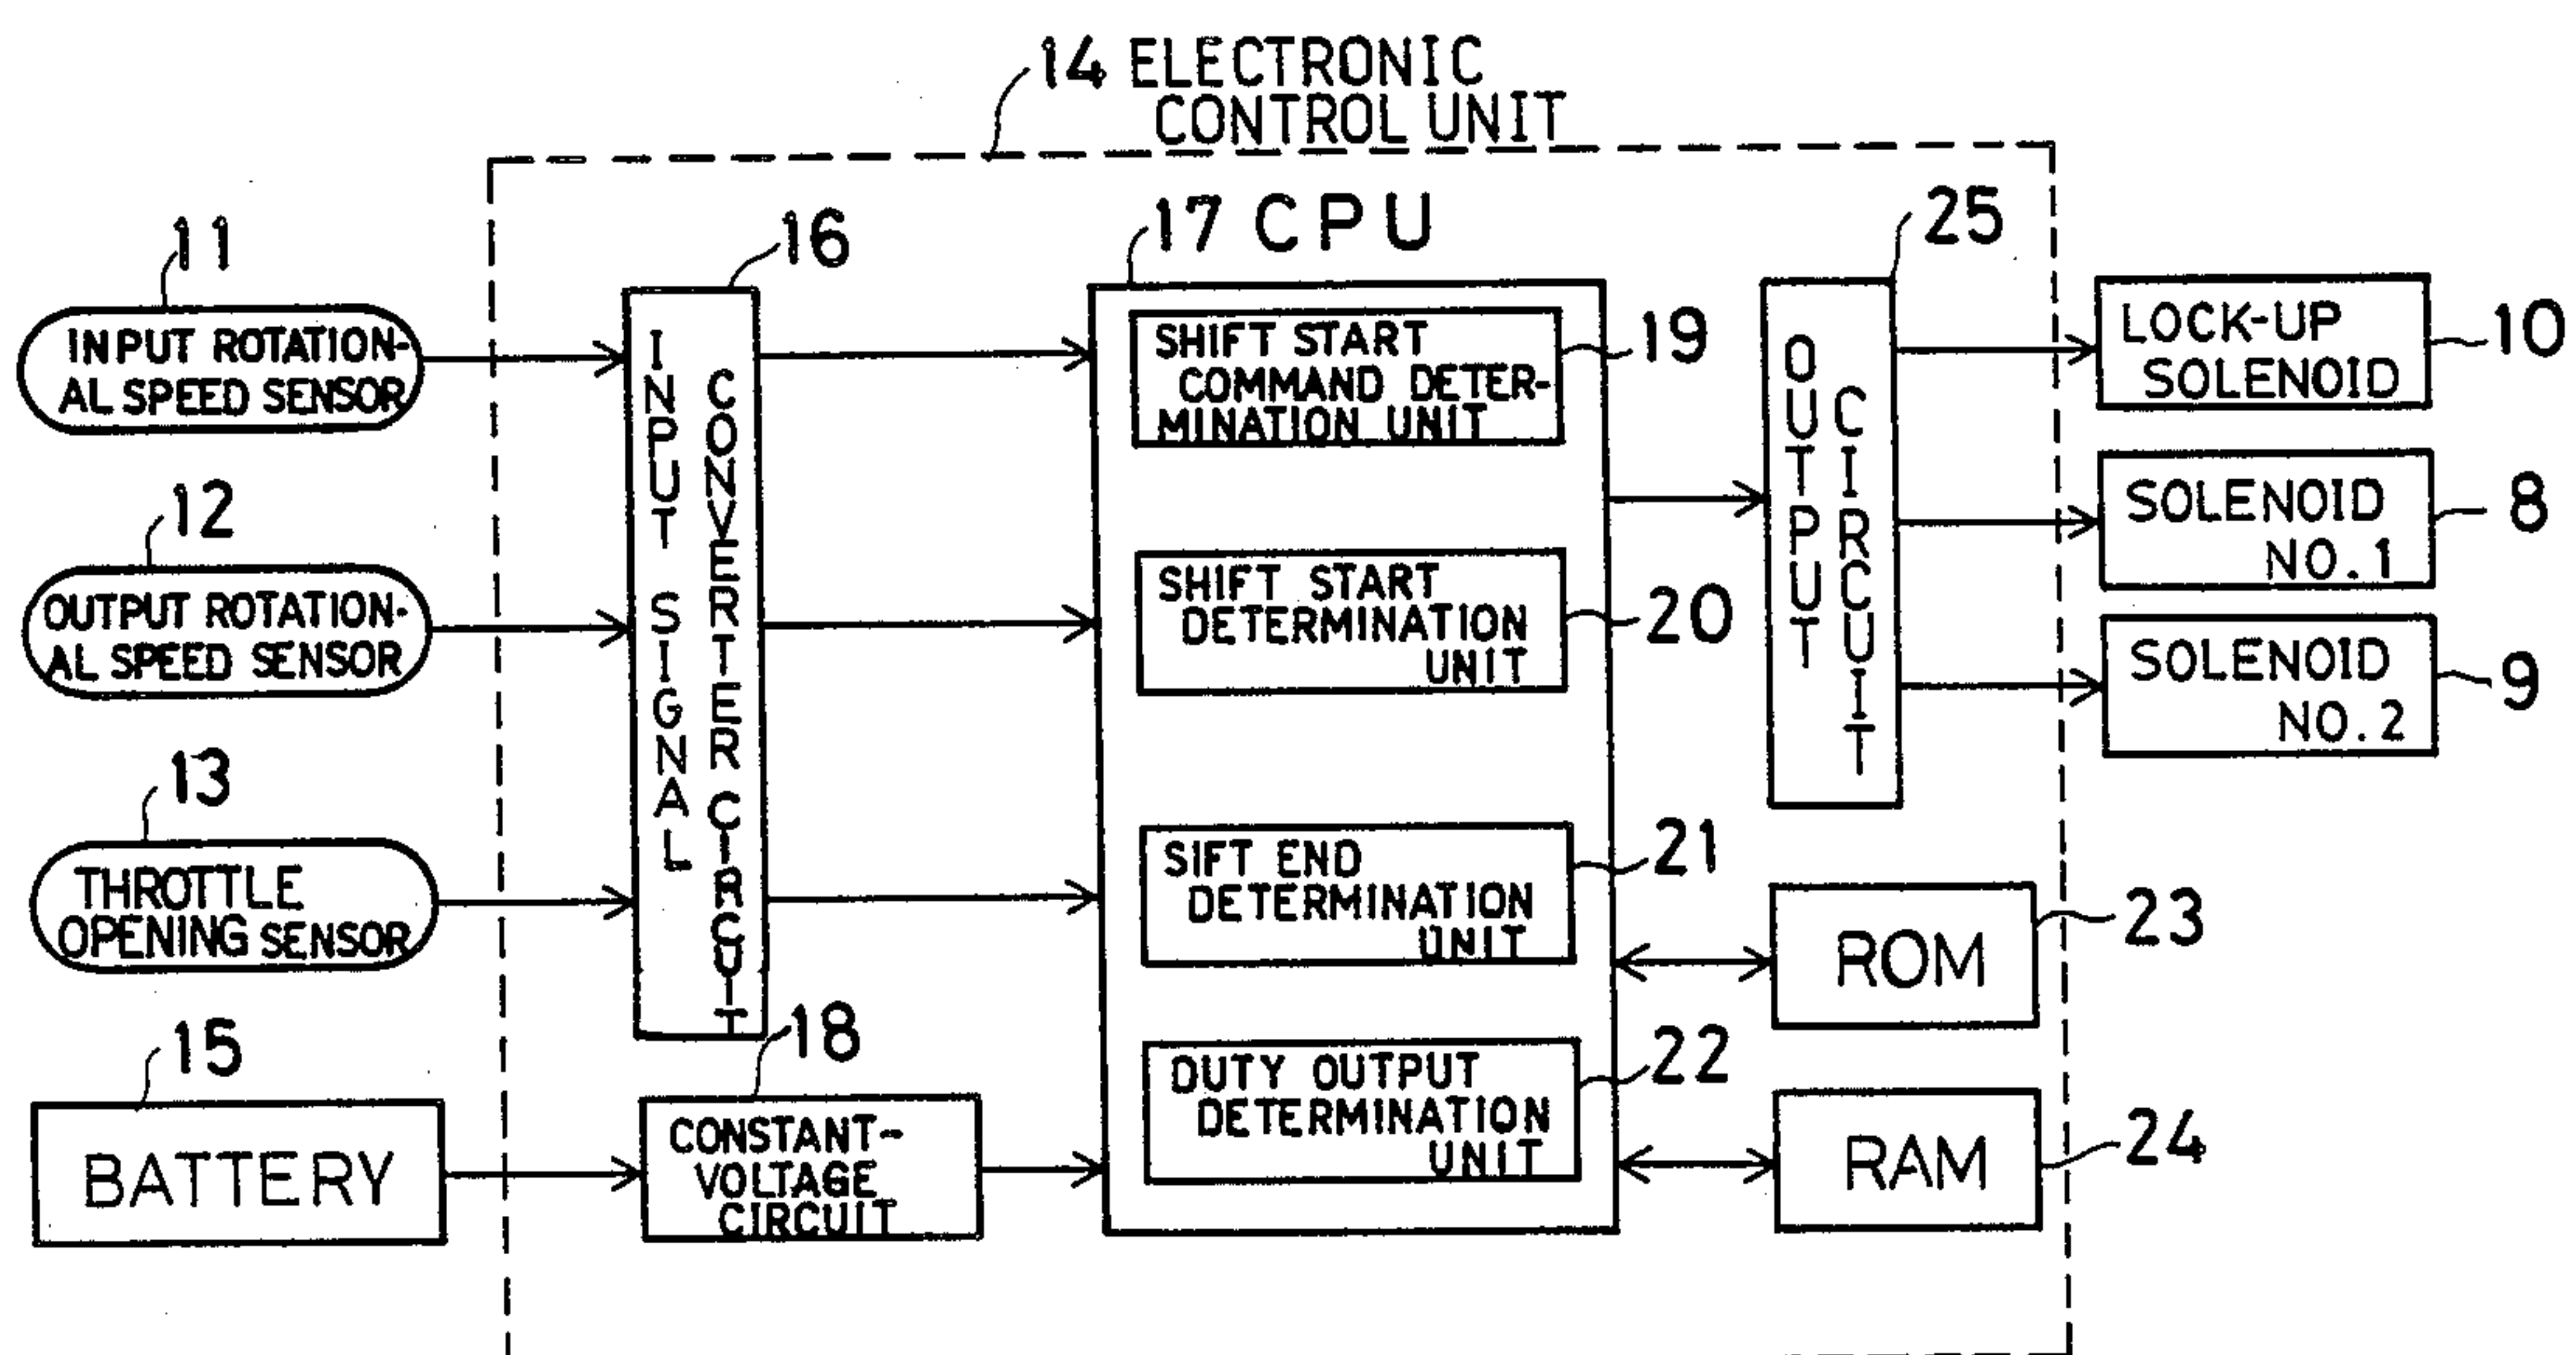 14 ELECTRONIC
CONTROL UNIT
11
INPUT ROTATION-
AL SPEED SENSOR
12
OUTPUT ROTATION-
AL SPEED SENSOR
13
THROTTLE
OPENING SENSOR
15
BATTERY
16
INPUT SIGNAL
CONVERTER CIRCUIT
18
CONSTANT-
VOLTAGE
CIRCUIT
17 CPU
SHIFT START
COMMAND DETER-
MINATION UNIT
19
SHIFT START
DETERMINATION
UNIT
20
SIFT END
DETERMINATION
UNIT
21
DUTY OUTPUT
DETERMINATION
UNIT
22
25
OUTPUT
CIRCUIT
ROM
23
RAM
24
LOCK-UP
SOLENOID
10
SOLENOID
NO.1
8
SOLENOID
NO.2
9